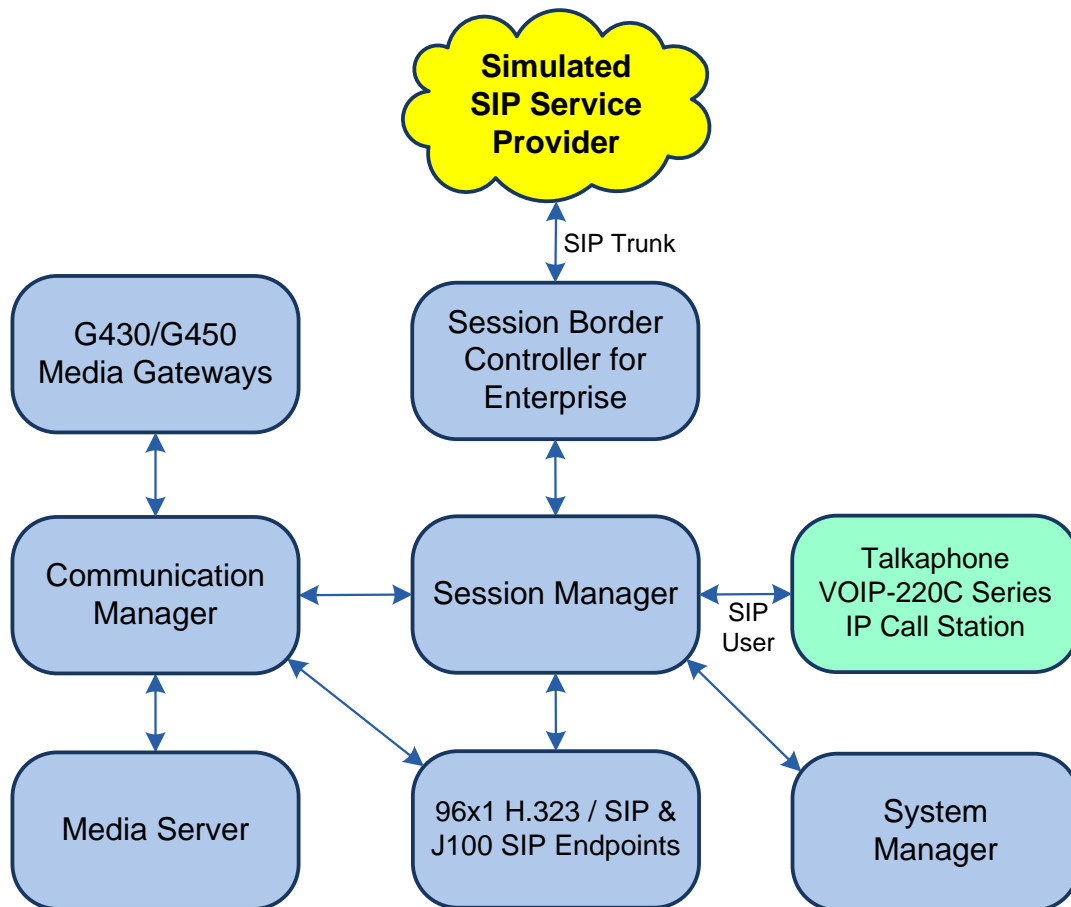 Simulated
SIP Service
Provider
SIP Trunk
G430/G450
Media Gateways
Session Border
Controller for
Enterprise
Communication
Manager
Session Manager
SIP
User
Talkaphone
VOIP-220C Series
IP Call Station
Media Server
96x1 H.323 / SIP &
J100 SIP Endpoints
System
Manager